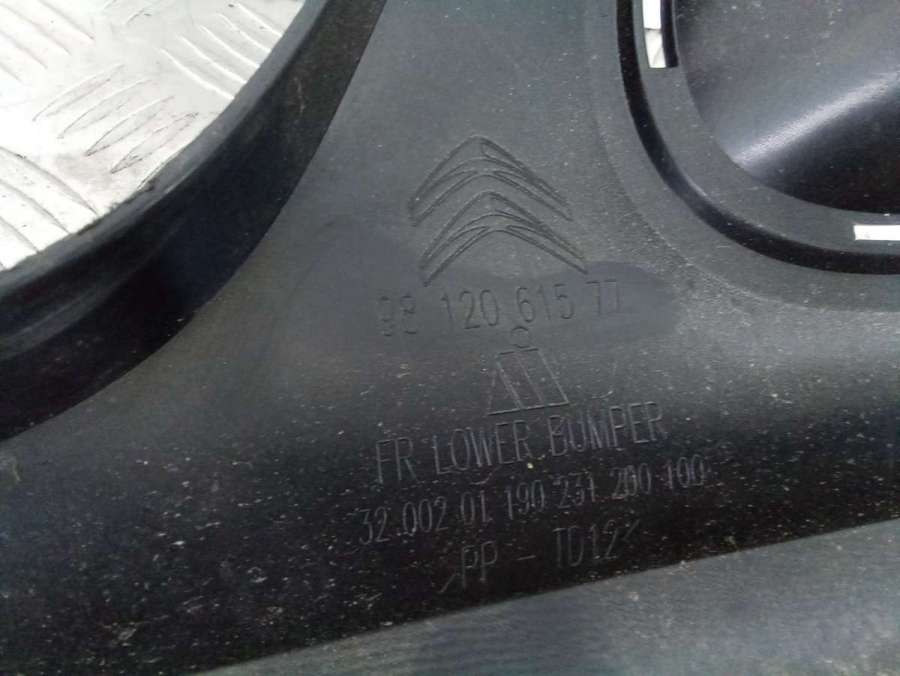 98 120 615 77
FR LOWER BUMPER
32 002 01 190 231 200 100
>PP - TD12<